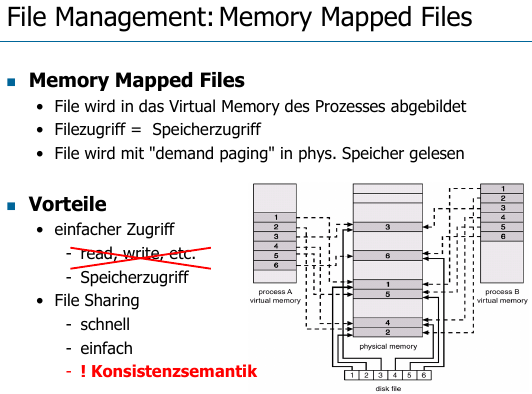 File Management: Memory Mapped Files
Memory Mapped Files
• File wird in das Virtual Memory des Prozesses abgebildet
• Filezugriff = Speicherzugriff
• File wird mit "demand paging" in phys. Speicher gelesen
Vorteile
• einfacher Zugriff
- read, write, etc.
- Speicherzugriff
• File Sharing
- schnell
- einfach
- ! Konsistenzsemantik
1
2
3
4
5
6
process A
virtual memory
3
6
1
5
4
2
physical memory
1
2
3
4
5
6
process B
virtual memory
1 2 3 4 5 6
disk file